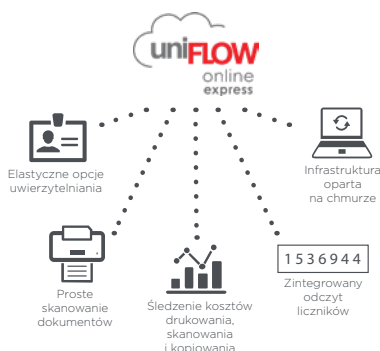 uniFLOW
online
express
Elastyczne opcje
uwierzytelniania
Infrastruktura
oparta
na chmurze
Proste
skanowanie
dokumentów
Śledzenie kosztów
drukowania,
skanowania
i kopiowania
1536944
Zintegrowany
odczyt
liczników